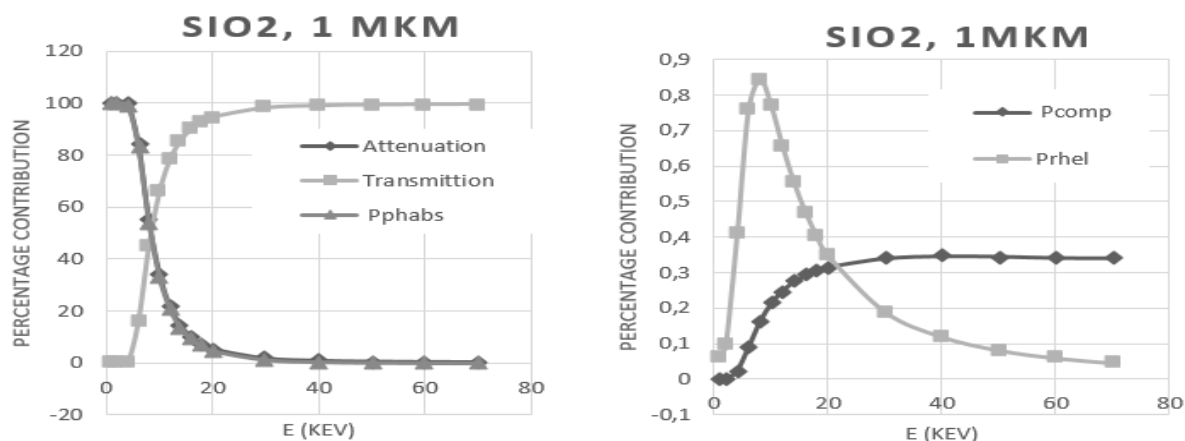 SIO2, 1 MKM
PERCENTAGE CONTRIBUTION
120
100
80
60
40
20
0
-20
0
20
40
60
80
E (KEV)
Attenuation
Transmittion
Pphabs
SIO2, 1MKM
PERCENTAGE CONTRIBUTION
0,9
0,8
0,7
0,6
0,5
0,4
0,3
0,2
0,1
0
-0,1
0
20
40
60
80
E (KEV)
Pcomp
Prhel